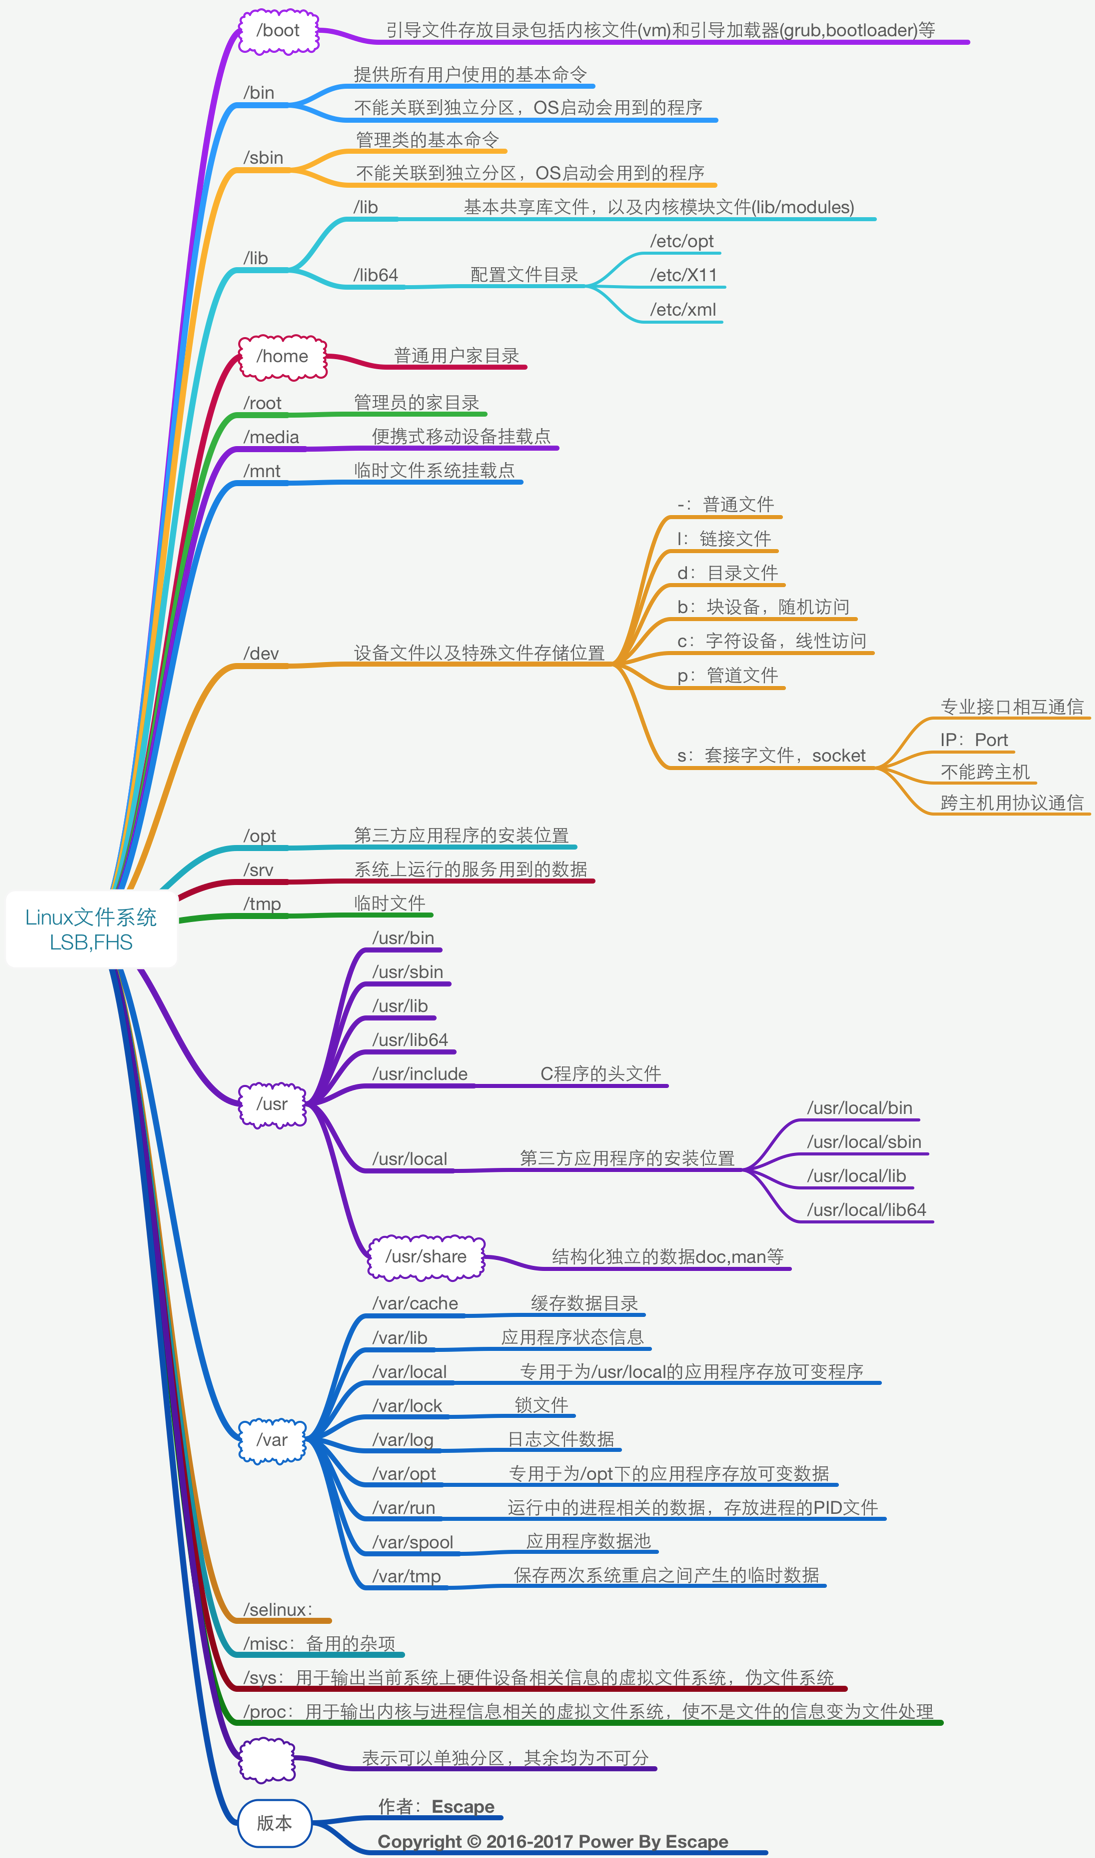 /boot
引导文件存放目录包括内核文件(vm)和引导加载器(grub,bootloader)等
/bin
提供所有用户使用的基本命令
不能关联到独立分区，OS启动会用到的程序
/sbin
管理类的基本命令
不能关联到独立分区，OS启动会用到的程序
/lib
/lib
基本共享库文件，以及内核模块文件(lib/modules)
/lib64
配置文件目录
/etc/opt
/etc/X11
/etc/xml
/home
普通用户家目录
/root
管理员的家目录
/media
便携式移动设备挂载点
/mnt
临时文件系统挂载点
/dev
设备文件以及特殊文件存储位置
-：普通文件
l：链接文件
d：目录文件
b：块设备，随机访问
c：字符设备，线性访问
p：管道文件
s：套接字文件，socket
专业接口相互通信
IP：Port
不能跨主机
跨主机用协议通信
/opt
第三方应用程序的安装位置
/srv
系统上运行的服务用到的数据
/tmp
临时文件
Linux文件系统
LSB,FHS
/usr
/usr/bin
/usr/sbin
/usr/lib
/usr/lib64
/usr/include
C程序的头文件
/usr/local
第三方应用程序的安装位置
/usr/local/bin
/usr/local/sbin
/usr/local/lib
/usr/local/lib64
/usr/share
结构化独立的数据doc,man等
/var
/var/cache
缓存数据目录
/var/lib
应用程序状态信息
/var/local
专用于为/usr/local的应用程序存放可变程序
/var/lock
锁文件
/var/log
日志文件数据
/var/opt
专用于为/opt下的应用程序存放可变数据
/var/run
运行中的进程相关的数据，存放进程的PID文件
/var/spool
应用程序数据池
/var/tmp
保存两次系统重启之间产生的临时数据
/selinux：
/misc：备用的杂项
/sys：用于输出当前系统上硬件设备相关信息的虚拟文件系统，伪文件系统
/proc：用于输出内核与进程信息相关的虚拟文件系统，使不是文件的信息变为文件处理
表示可以单独分区，其余均为不可分
版本
作者：Escape
Copyright © 2016-2017 Power By Escape